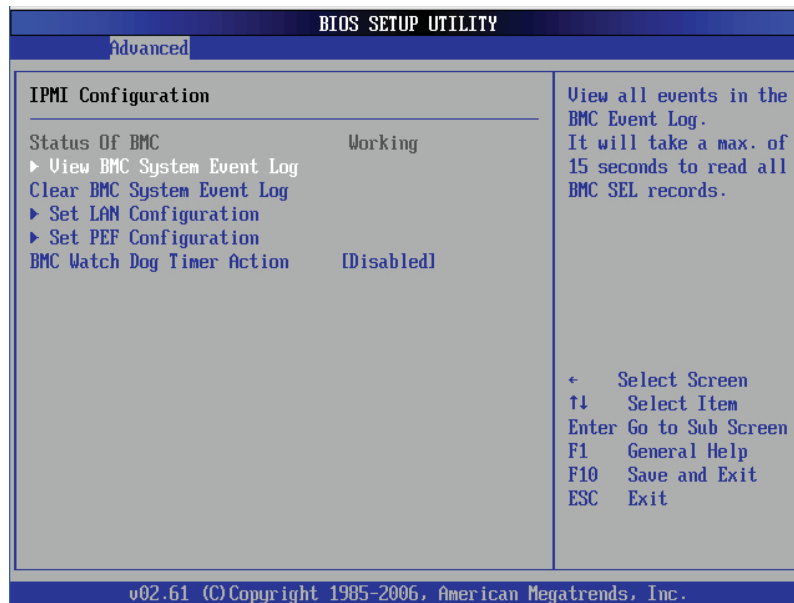 BIOS SETUP UTILITY
Advanced
IPMI Configuration
Status Of BMC Working
▶ View BMC System Event Log
Clear BMC System Event Log
▶ Set LAN Configuration
▶ Set PEF Configuration
BMC Watch Dog Timer Action [Disabled]
View all events in the
BMC Event Log.
It will take a max. of
15 seconds to read all
BMC SEL records.
← Select Screen
↑↓ Select Item
Enter Go to Sub Screen
F1 General Help
F10 Save and Exit
ESC Exit
v02.61 (C)Copyright 1985-2006, American Megatrends, Inc.